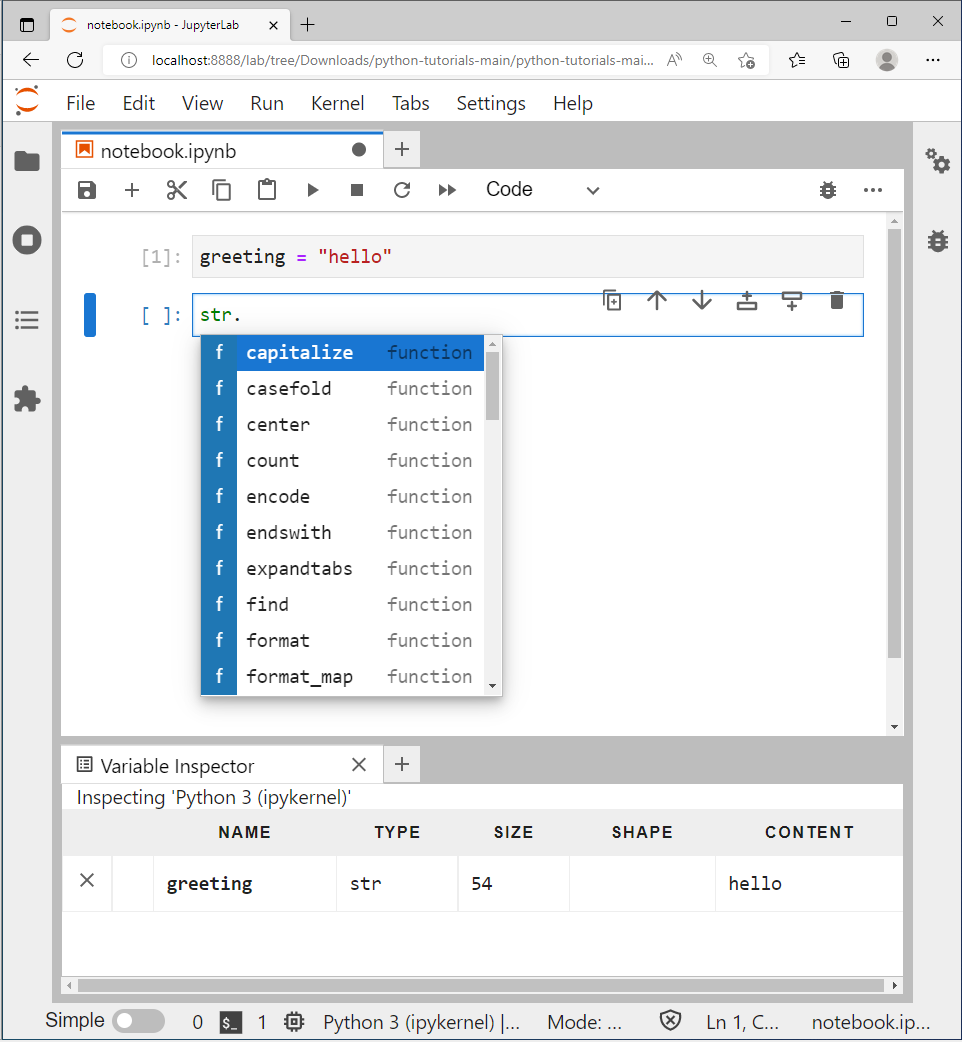 notebook.ipynb - JupyterLab
localhost:8888/lab/tree/Downloads/python-tutorials-main/python-tutorials-mai...
File Edit View Run Kernel Tabs Settings Help
notebook.ipynb
Code
[1]: greeting = "hello"
[ ]: str.
f capitalize function
f casefold function
f center function
f count function
f encode function
f endswith function
f expandtabs function
f find function
f format function
f format_map function
Variable Inspector
Inspecting 'Python 3 (ipykernel)'
NAME TYPE SIZE SHAPE CONTENT
greeting str 54 hello
Simple 0 $_ 1 Python 3 (ipykernel) |... Mode: ... Ln 1, C... notebook.ip...